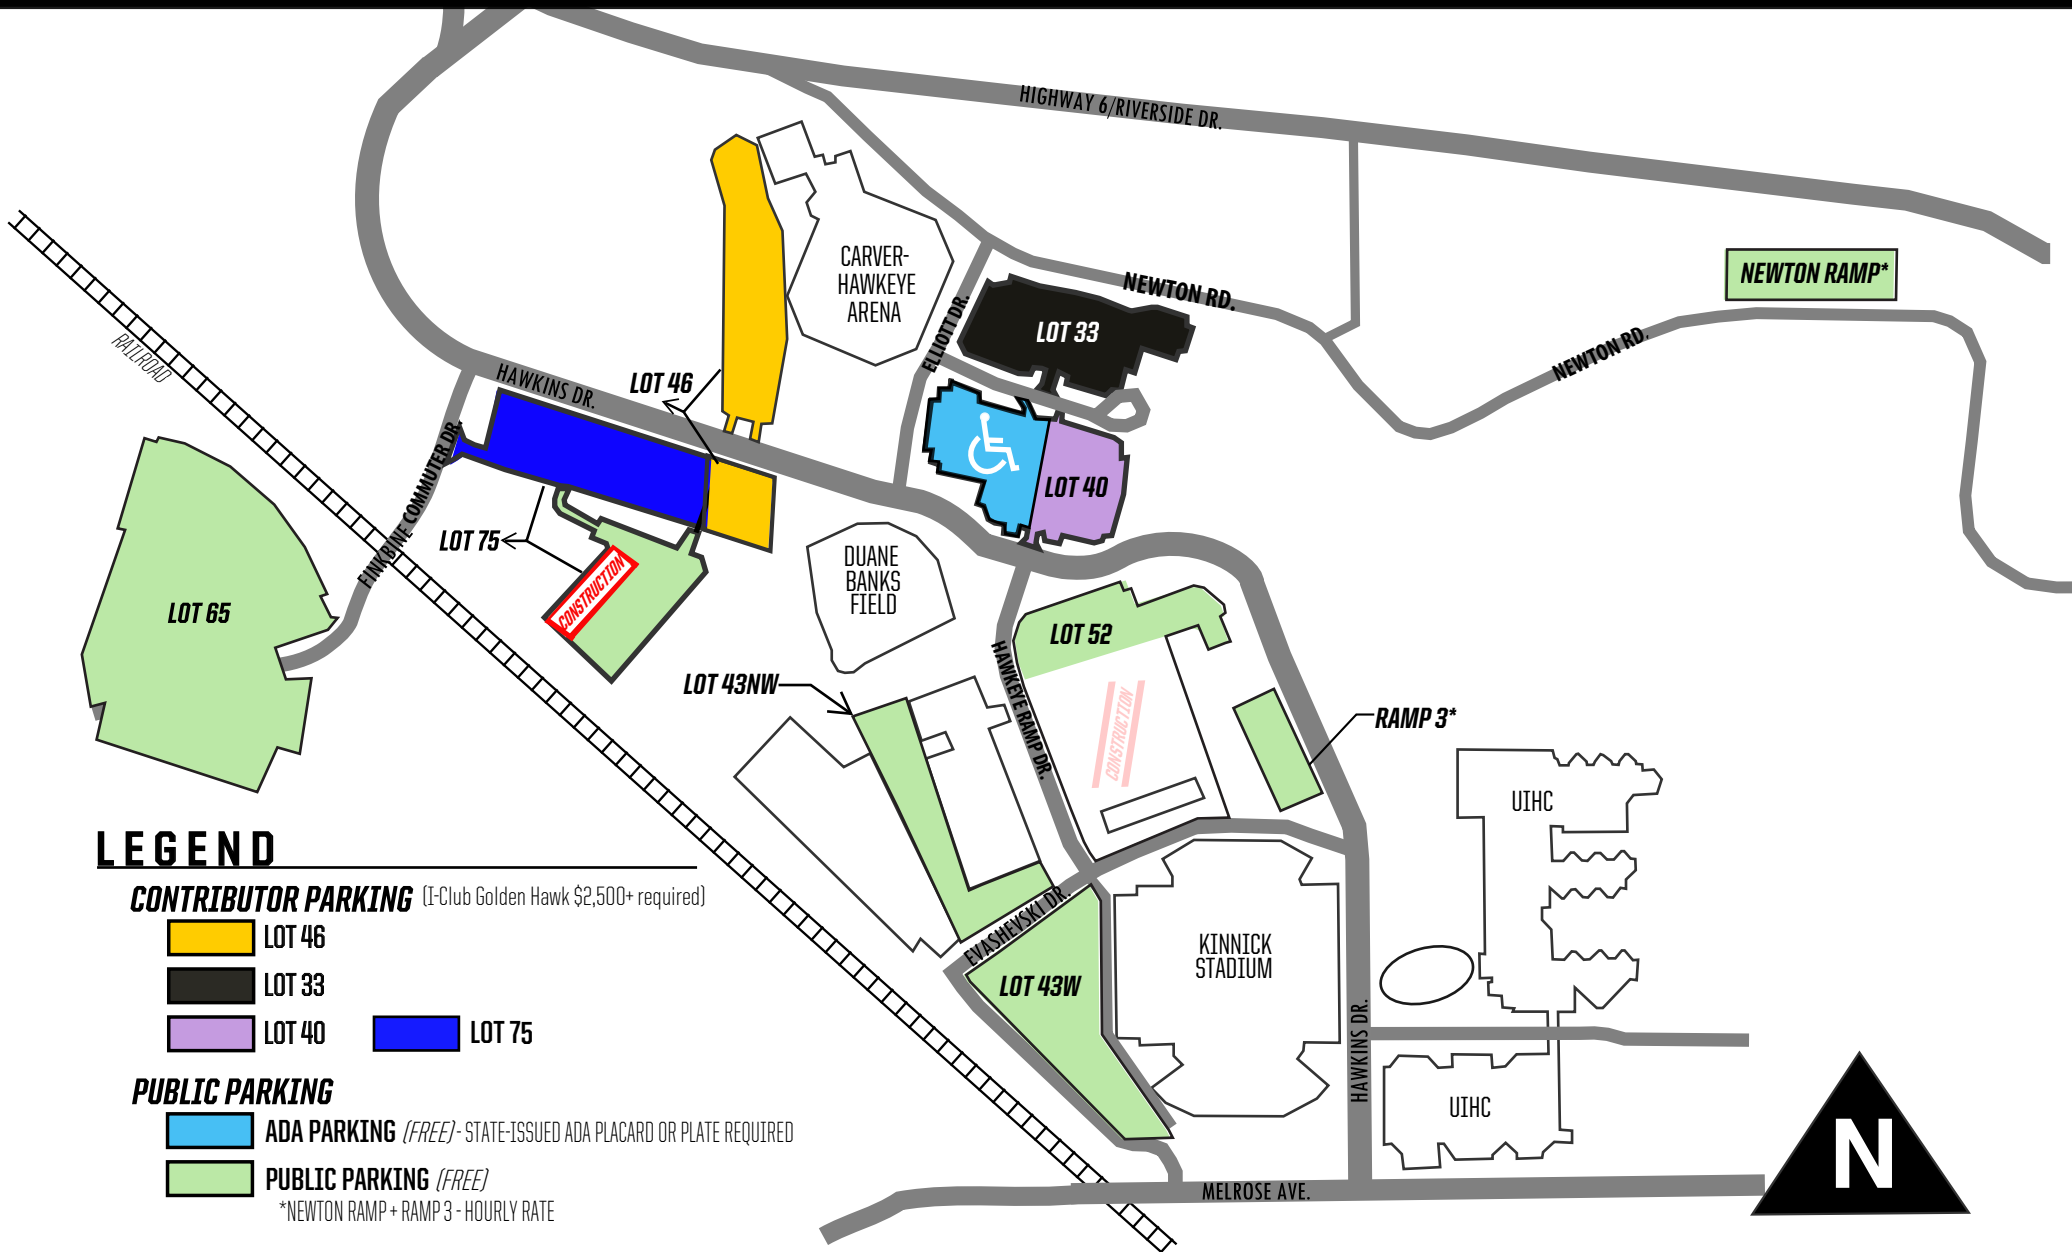 HIGHWAY 6/RIVERSIDE DR.
CARVER-
HAWKEYE
ARENA
NEWTON RD.
NEWTON RAMP*
ELLIOTT DR.
LOT 33
NEWTON RD.
RAILROAD
HAWKINS DR.
LOT 46
FINKBINE COMMUTER DR.
LOT 40
LOT 75
CONSTRUCTION
DUANE
BANKS
FIELD
LOT 65
LOT 52
HAWKEYE RAMP DR.
LOT 43NW
CONSTRUCTION
RAMP 3*
UIHC
EVASHEVSKI DR.
KINNICK
STADIUM
LOT 43W
HAWKINS DR.
UIHC
MELROSE AVE.
N
LEGEND
CONTRIBUTOR PARKING (I-Club Golden Hawk $2,500+ required)
LOT 46
LOT 33
LOT 40 LOT 75
PUBLIC PARKING
ADA PARKING (FREE) - STATE-ISSUED ADA PLACARD OR PLATE REQUIRED
PUBLIC PARKING (FREE)
*NEWTON RAMP + RAMP 3 - HOURLY RATE